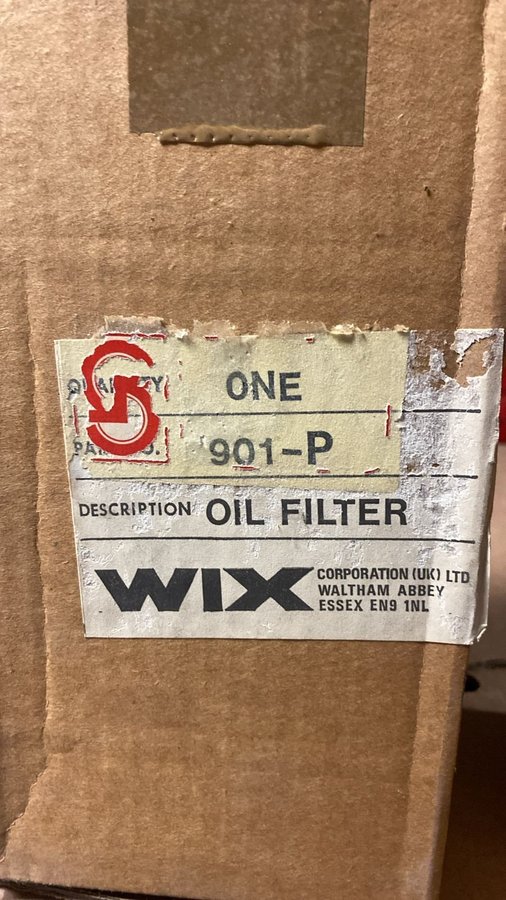 QUANTITY ONE
PART NO. 901-P
DESCRIPTION OIL FILTER
WIX CORPORATION (UK) LTD
WALTHAM ABBEY
ESSEX EN9 1NL